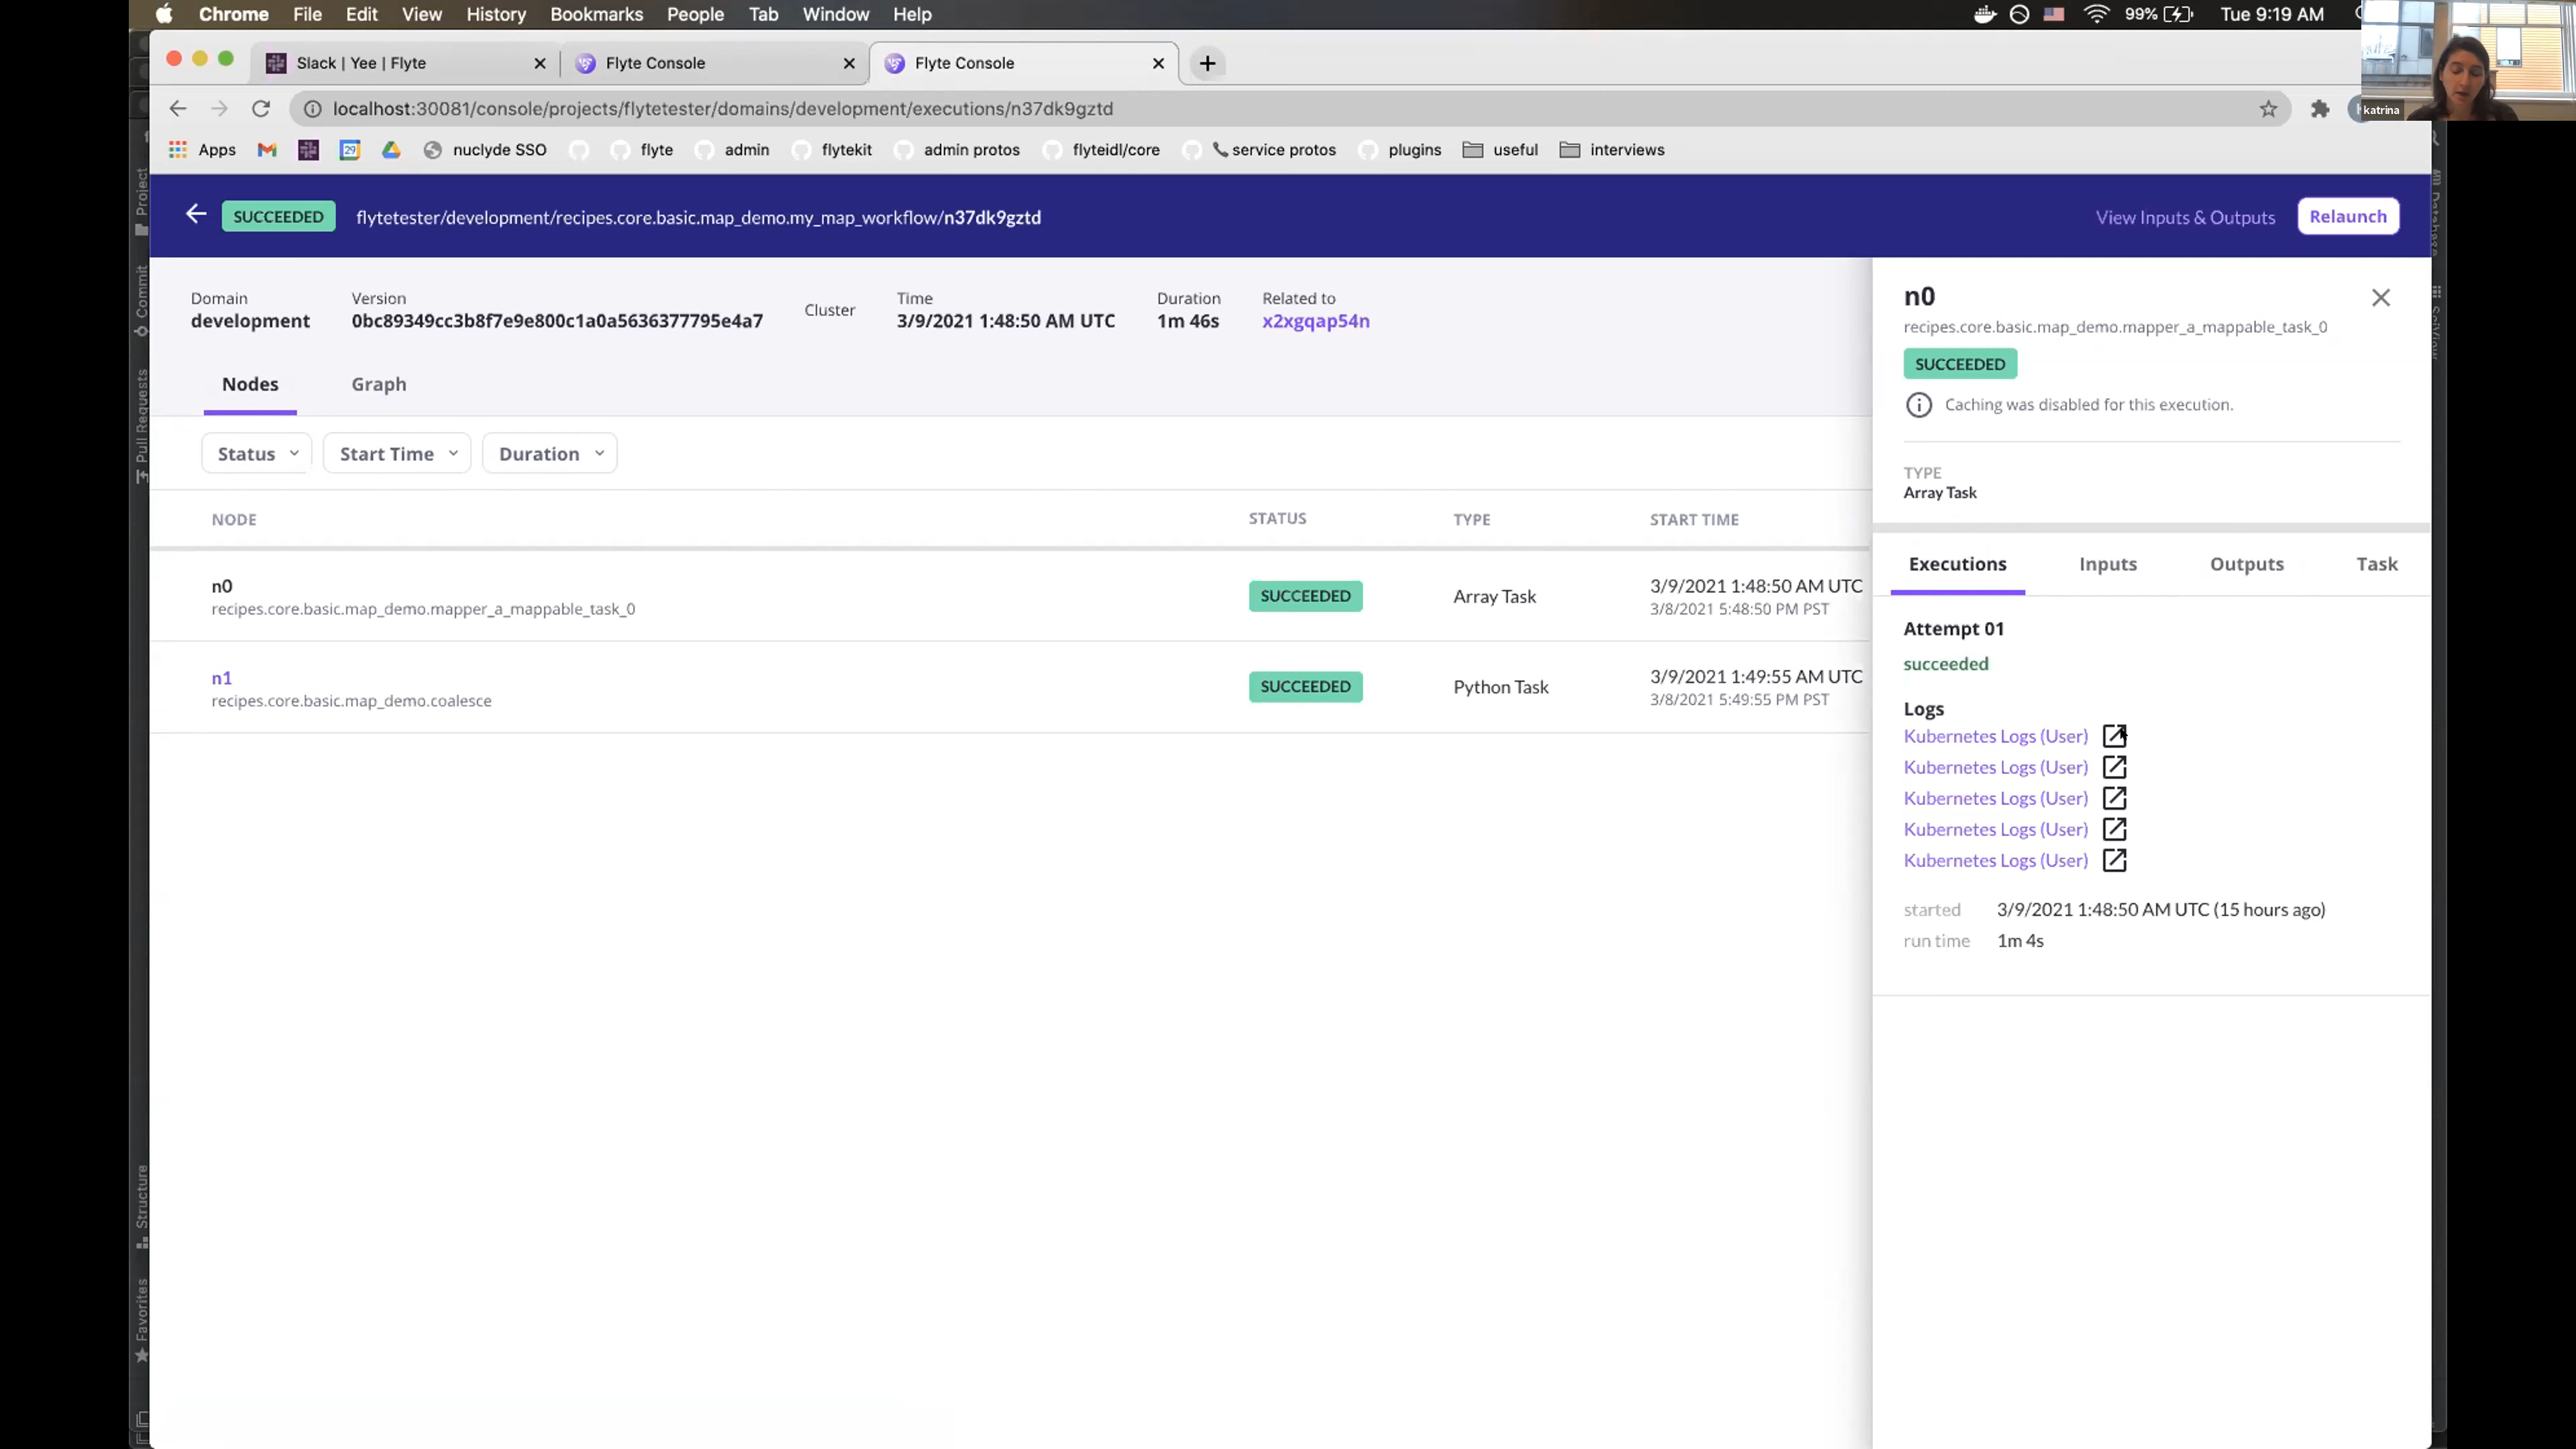 Chrome File Edit View History Bookmarks People Tab Window Help 99% Tue 9:19 AM
Slack | Yee | Flyte Flyte Console Flyte Console
localhost:30081/console/projects/flytetester/domains/development/executions/n37dk9gztd
katrina
Apps 29 nuclyde SSO flyte admin flytekit admin protos flyteidl/core service protos plugins useful interviews
SUCCEEDED flytetester/development/recipes.core.basic.map_demo.my_map_workflow/n37dk9gztd View Inputs & Outputs Relaunch
Domain Version Cluster Time Duration Related to
development 0bc89349cc3b8f7e9e800c1a0a5636377795e4a7 3/9/2021 1:48:50 AM UTC 1m 46s x2xgqap54n
Nodes Graph
Status Start Time Duration
NODE STATUS TYPE START TIME
n0 SUCCEEDED Array Task 3/9/2021 1:48:50 AM UTC
recipes.core.basic.map_demo.mapper_a_mappable_task_0 3/8/2021 5:48:50 PM PST
n1 SUCCEEDED Python Task 3/9/2021 1:49:55 AM UTC
recipes.core.basic.map_demo.coalesce 3/8/2021 5:49:55 PM PST
n0
recipes.core.basic.map_demo.mapper_a_mappable_task_0
SUCCEEDED
Caching was disabled for this execution.
TYPE
Array Task
Executions Inputs Outputs Task
Attempt 01
succeeded
Logs
Kubernetes Logs (User)
Kubernetes Logs (User)
Kubernetes Logs (User)
Kubernetes Logs (User)
Kubernetes Logs (User)
started 3/9/2021 1:48:50 AM UTC (15 hours ago)
run time 1m 4s
Project
Commit
Pull Requests
Structure
Favorites